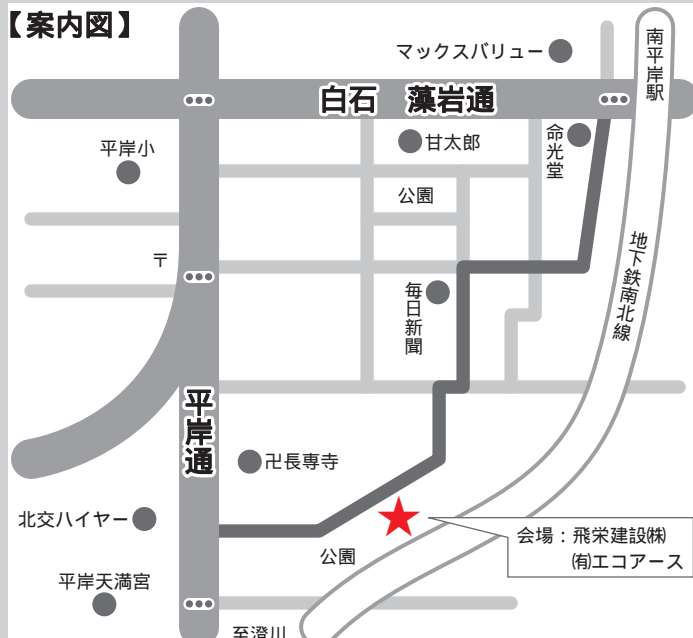 【案内図】
マックスバリュー
南平岸駅
白石 藻岩通
平岸小
甘太郎
命光堂
公園
〒
毎日新聞
地下鉄南北線
平岸通
卍長専寺
北交ハイヤー
会場：飛栄建設㈱
㈲エコアース
公園
平岸天満宮
至澄川